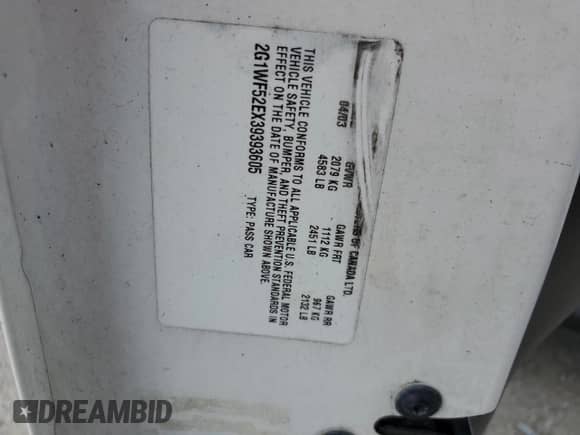 OF CANADA LTD.
04/03 GVWR GAWR FRT GAWR RR
2079 KG 1112 KG 967 KG
4583 LB 2451 LB 2132 LB
THIS VEHICLE CONFORMS TO ALL APPLICABLE U.S. FEDERAL MOTOR
VEHICLE SAFETY, BUMPER, AND THEFT PREVENTION STANDARDS IN
EFFECT ON THE DATE OF MANUFACTURE SHOWN ABOVE.
2G1WF52EX39393605 TYPE: PASS CAR
DREAMBID